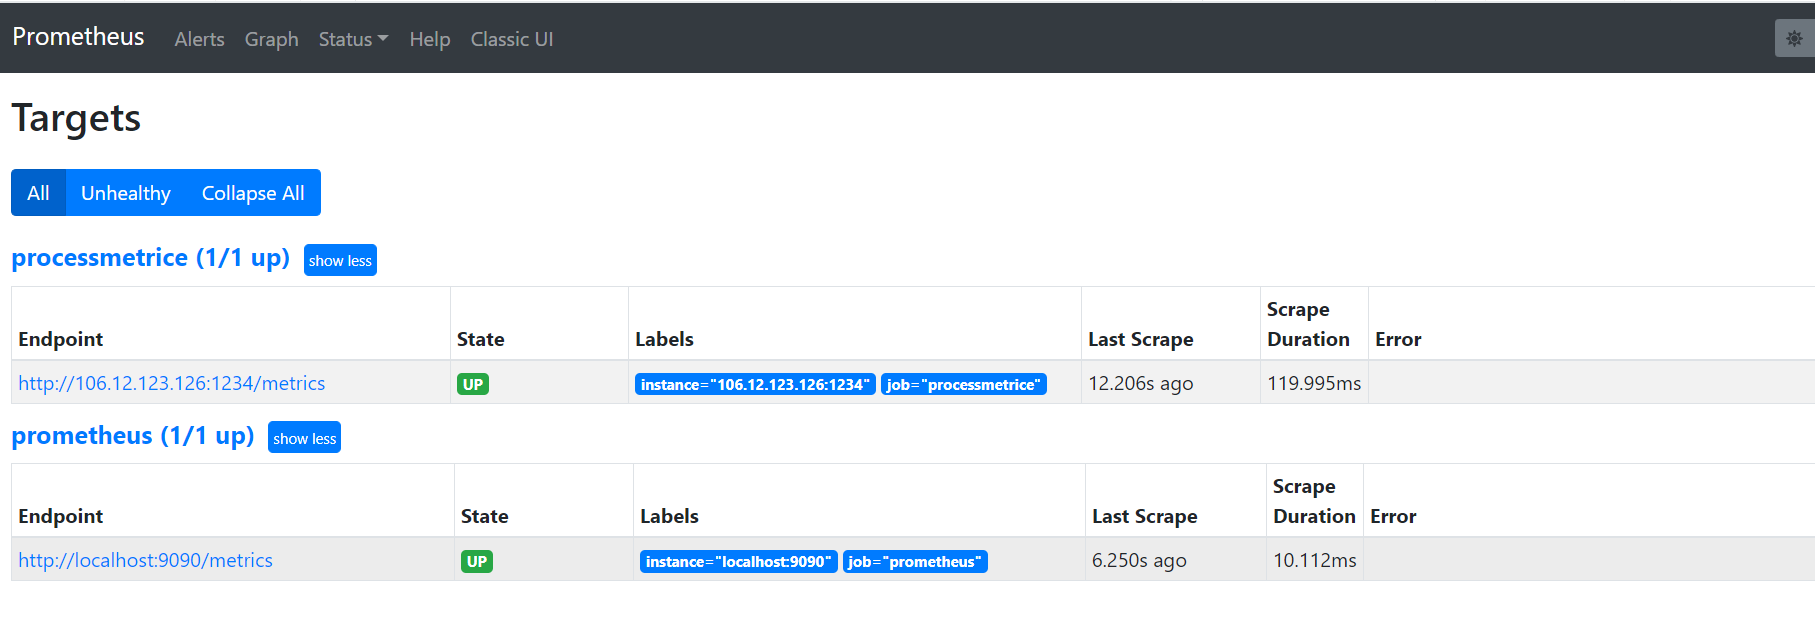 Prometheus Alerts Graph Status Help Classic UI
Targets
All Unhealthy Collapse All
processmetrice (1/1 up) show less
Endpoint State Labels Last Scrape Scrape Duration Error
http://106.12.123.126:1234/metrics UP instance="106.12.123.126:1234" job="processmetrice" 12.206s ago 119.995ms
prometheus (1/1 up) show less
Endpoint State Labels Last Scrape Scrape Duration Error
http://localhost:9090/metrics UP instance="localhost:9090" job="prometheus" 6.250s ago 10.112ms